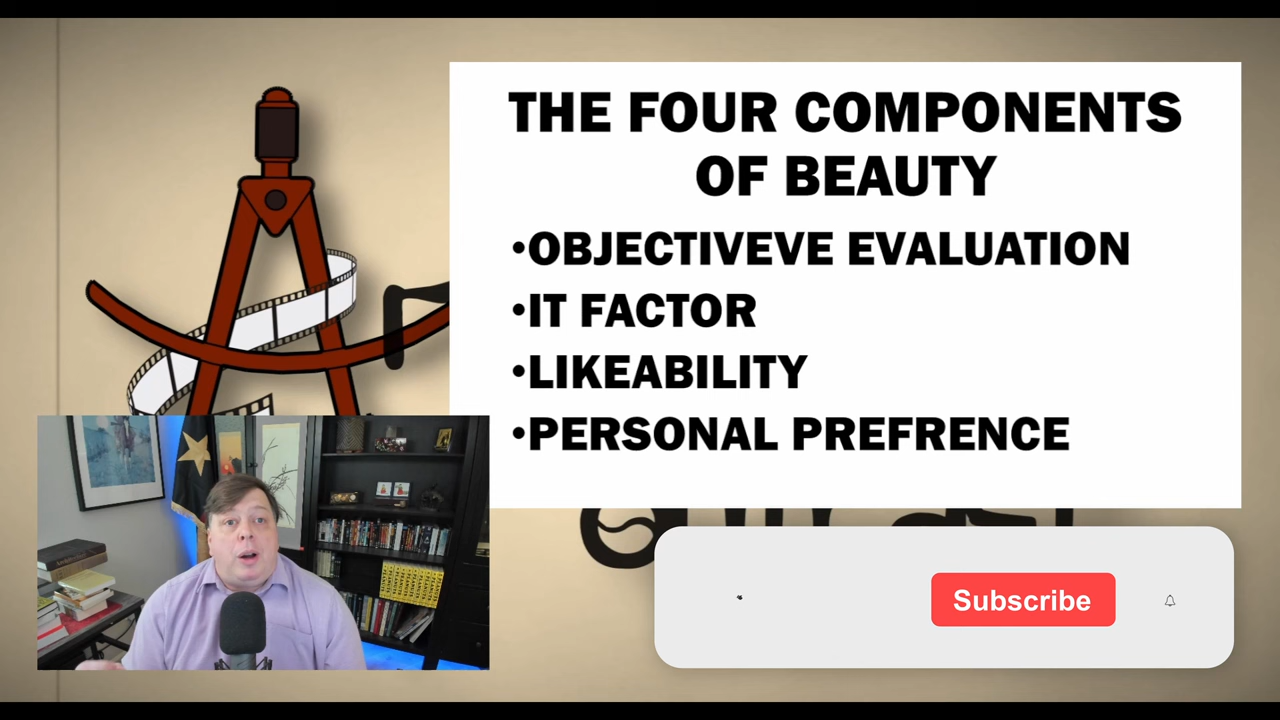 THE FOUR COMPONENTS
OF BEAUTY
•OBJECTIVEVE EVALUATION
•IT FACTOR
•LIKEABILITY
•PERSONAL PREFRENCE
Subscribe